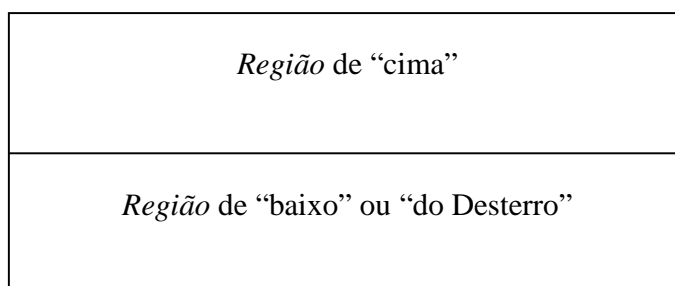 Região de “cima”
Região de “baixo” ou “do Desterro”